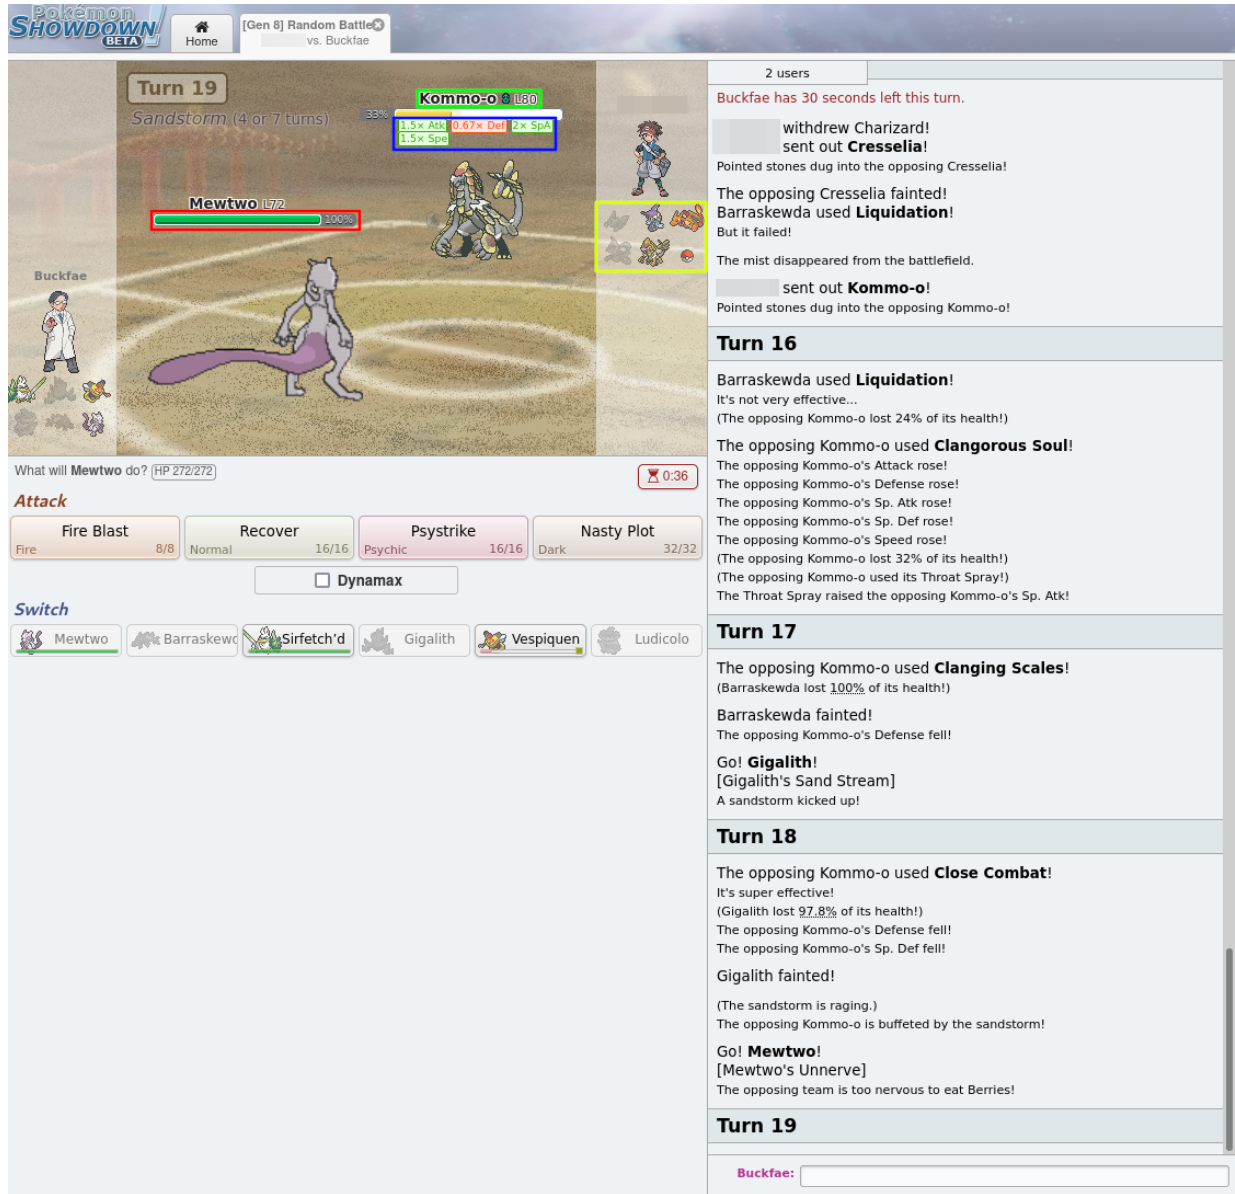 Pokémon
SHOWDOWN!
BETA
Home
[Gen 8] Random Battle
vs. Buckfae
Turn 19
Sandstorm (4 or 7 turns)
Kommo-o L80
33%
1.5× Atk 0.67× Def 2× SpA
1.5× Spe
Mewtwo L72
100%
Buckfae
What will Mewtwo do? HP 272/272
0:36
Attack
Fire Blast
Fire 8/8
Recover
Normal 16/16
Psystrike
Psychic 16/16
Nasty Plot
Dark 32/32
Dynamax
Switch
Mewtwo
Barraskewd
Sirfetch’d
Gigalith
Vespiquen
Ludicolo
2 users
Buckfae has 30 seconds left this turn.
withdrew Charizard!
sent out Cresselia!
Pointed stones dug into the opposing Cresselia!
The opposing Cresselia fainted!
Barraskewda used Liquidation!
But it failed!
The mist disappeared from the battlefield.
sent out Kommo-o!
Pointed stones dug into the opposing Kommo-o!
Turn 16
Barraskewda used Liquidation!
It's not very effective...
(The opposing Kommo-o lost 24% of its health!)
The opposing Kommo-o used Clangorous Soul!
The opposing Kommo-o's Attack rose!
The opposing Kommo-o's Defense rose!
The opposing Kommo-o's Sp. Atk rose!
The opposing Kommo-o's Sp. Def rose!
The opposing Kommo-o's Speed rose!
(The opposing Kommo-o lost 32% of its health!)
(The opposing Kommo-o used its Throat Spray!)
The Throat Spray raised the opposing Kommo-o's Sp. Atk!
Turn 17
The opposing Kommo-o used Clanging Scales!
(Barraskewda lost 100% of its health!)
Barraskewda fainted!
The opposing Kommo-o's Defense fell!
Go! Gigalith!
[Gigalith's Sand Stream]
A sandstorm kicked up!
Turn 18
The opposing Kommo-o used Close Combat!
It's super effective!
(Gigalith lost 97.8% of its health!)
The opposing Kommo-o's Defense fell!
The opposing Kommo-o's Sp. Def fell!
Gigalith fainted!
(The sandstorm is raging.)
The opposing Kommo-o is buffeted by the sandstorm!
Go! Mewtwo!
[Mewtwo's Unnerve]
The opposing team is too nervous to eat Berries!
Turn 19
Buckfae: